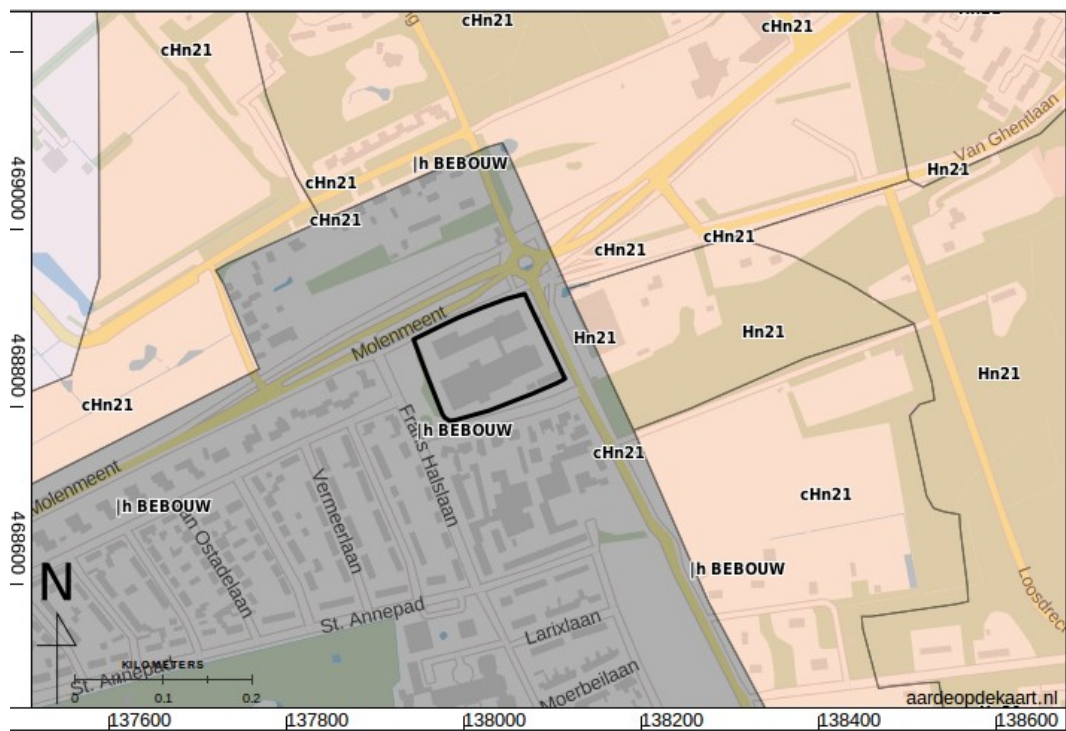 cHn21
cHn21
cHn21
Van Ghentlaan
|h BEBOUW
Hn21
cHn21
cHn21
cHn21
cHn21
469000
Molenmeent
Hn21
Hn21
Hn21
468800
cHn21
Frans Halslaan
|h BEBOUW
cHn21
Molenmeent
Vermeerlaan
cHn21
|h BEBOUW
an Ostadelaan
468600
|h BEBOUW
N
St. Annepad
Larixlaan
Loosdrec
KILOMETERS
St. Annepad
Moerbeilaan
0 0.1 0.2
aardeopdekaart.nl
137600 137800 138000 138200 138400 138600